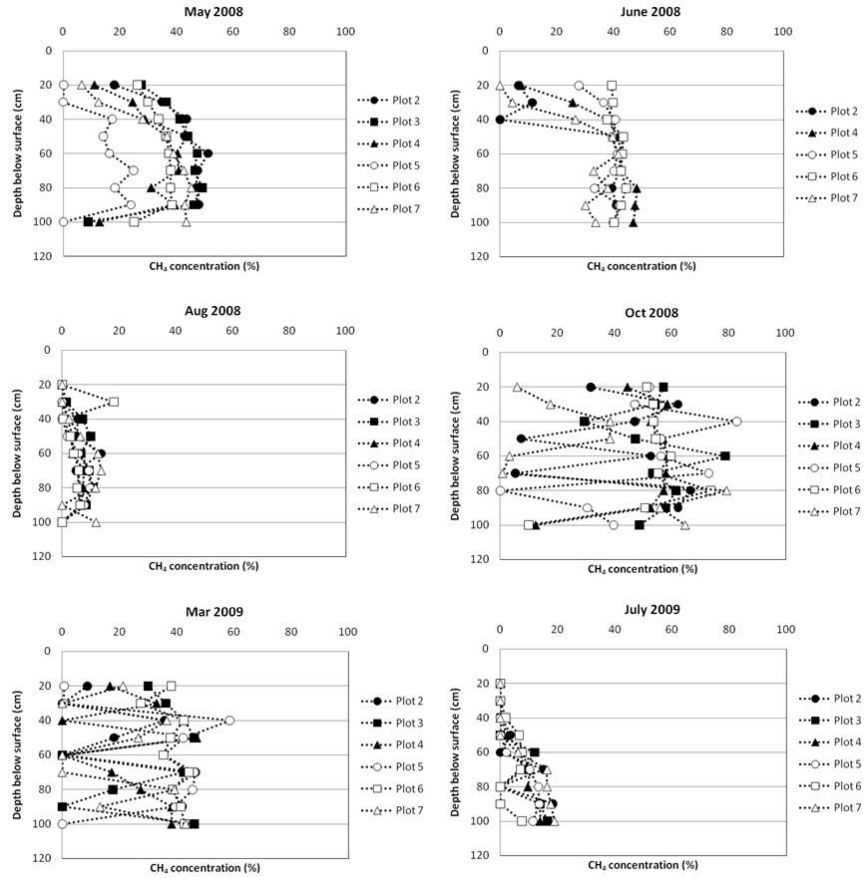 May 2008
0 20 40 60 80 100
0
20
40
60
80
100
120
Depth below surface (cm)
CH₄ concentration (%)
Plot 2
Plot 3
Plot 4
Plot 5
Plot 6
Plot 7
June 2008
0 20 40 60 80 100
0
20
40
60
80
100
120
Depth below surface (cm)
CH₄ concentration (%)
Plot 2
Plot 4
Plot 5
Plot 6
Plot 7
Aug 2008
0 20 40 60 80 100
0
20
40
60
80
100
120
Depth below surface (cm)
CH₄ concentration (%)
Plot 2
Plot 3
Plot 4
Plot 5
Plot 6
Plot 7
Oct 2008
0 20 40 60 80 100
0
20
40
60
80
100
120
Depth below surface (cm)
CH₄ concentration (%)
Plot 2
Plot 3
Plot 4
Plot 5
Plot 6
Plot 7
Mar 2009
0 20 40 60 80 100
0
20
40
60
80
100
120
Depth below surface (cm)
CH₄ concentration (%)
Plot 2
Plot 3
Plot 4
Plot 5
Plot 6
Plot 7
July 2009
0 20 40 60 80 100
0
20
40
60
80
100
120
Depth below surface (cm)
CH₄ concentration (%)
Plot 2
Plot 3
Plot 4
Plot 5
Plot 6
Plot 7